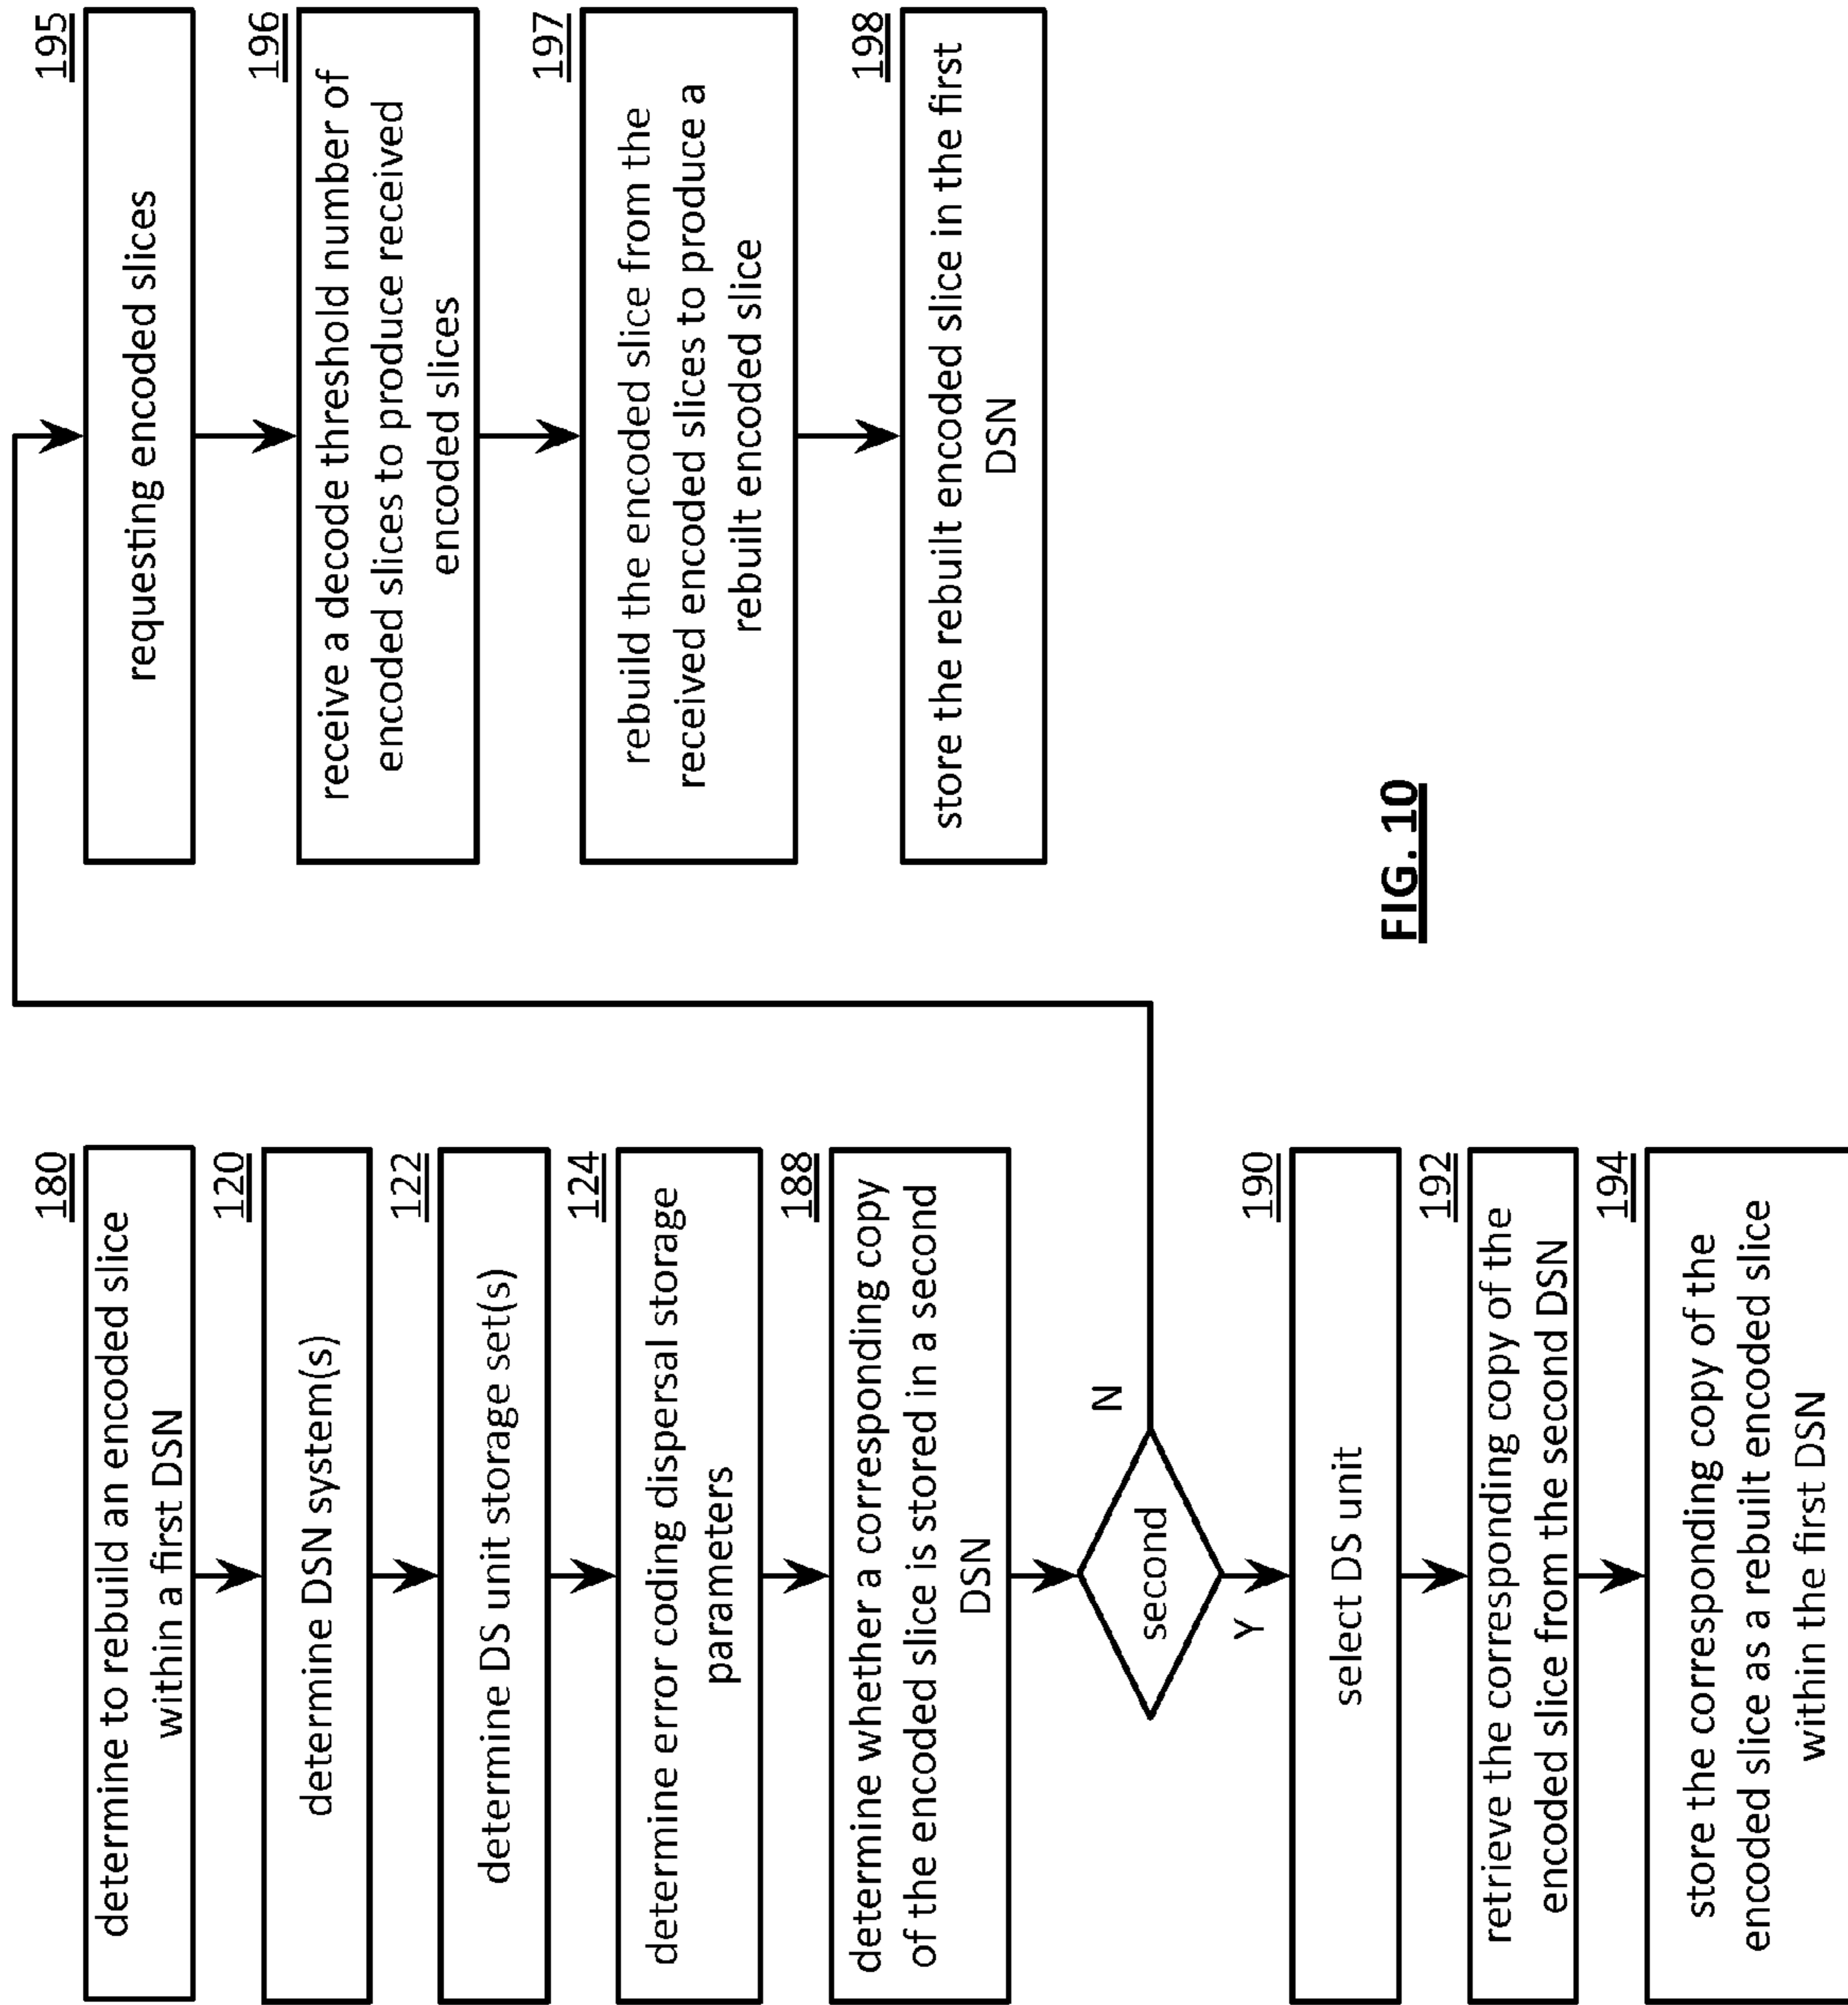 180
determine to rebuild an encoded slice
within a first DSN
120
determine DSN system(s)
122
determine DS unit storage set(s)
124
determine error coding dispersal storage
parameters
188
determine whether a corresponding copy
of the encoded slice is stored in a second
DSN
second
Y
N
190
select DS unit
192
retrieve the corresponding copy of the
encoded slice from the second DSN
194
store the corresponding copy of the
encoded slice as a rebuilt encoded slice
within the first DSN
195
requesting encoded slices
196
receive a decode threshold number of
encoded slices to produce received
encoded slices
197
rebuild the encoded slice from the
received encoded slices to produce a
rebuilt encoded slice
198
store the rebuilt encoded slice in the first
DSN
FIG. 10